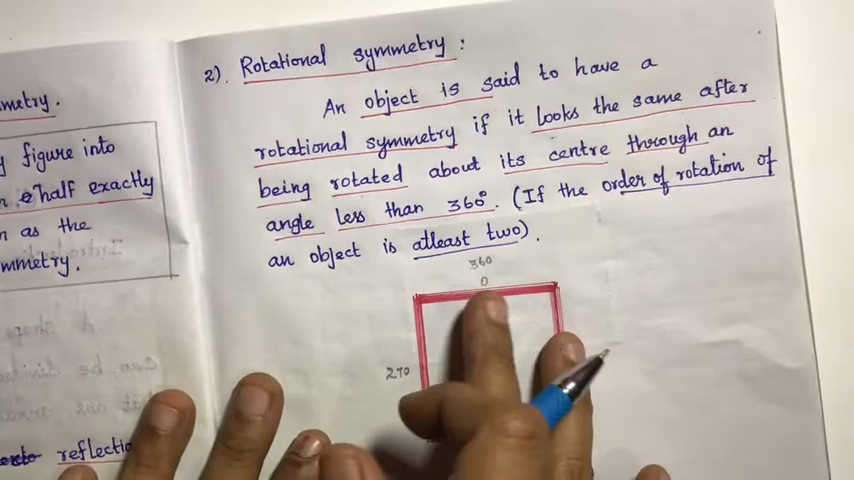 mmetry.
y figure into
half exactly
n as the
mmetry.
2). Rotational symmetry :
An object is said to have a
rotational symmetry if it looks the same after
being rotated about its centre through an
angle less than 360°. (If the order of rotation of
an object is atleast two).
360
0
270
reflectio